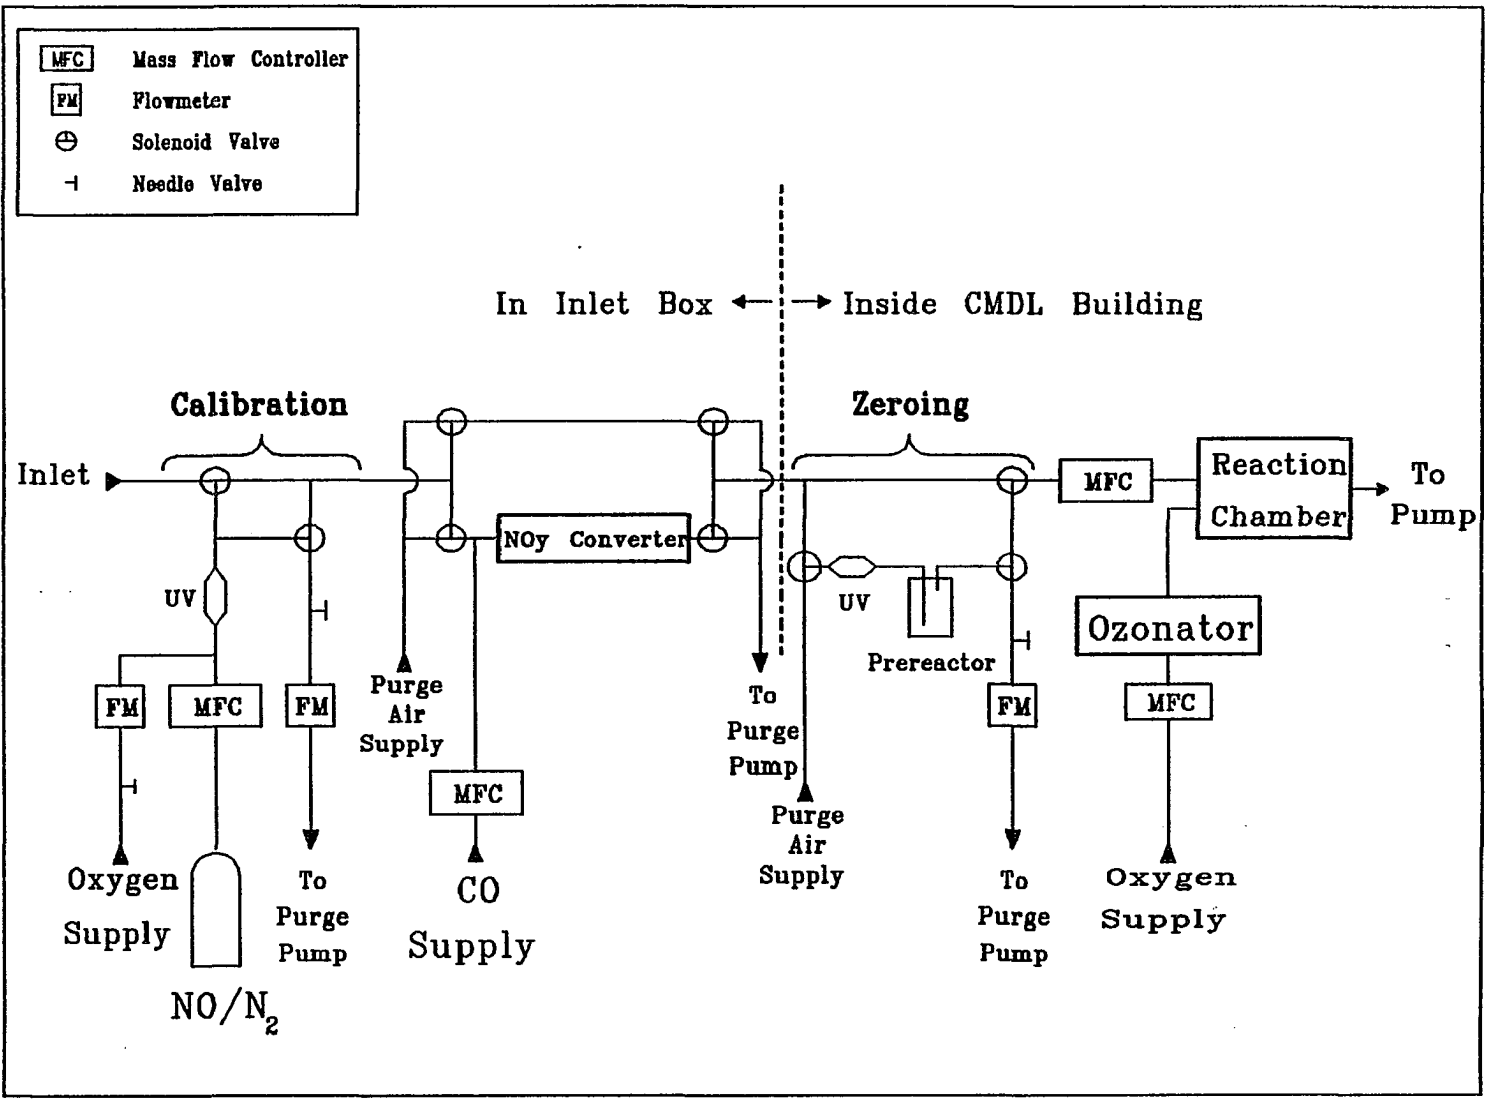 MFC Mass Flow Controller
FM Flowmeter
Solenoid Valve
Needle Valve
In Inlet Box
Inside CMDL Building
Calibration
Zeroing
Inlet
MFC
Reaction
Chamber
To
Pump
NOy Converter
UV
UV
Prereactor
Ozonator
FM
MFC
FM
Purge
Air
Supply
MFC
To
Purge
Pump
FM
MFC
Purge
Air
Supply
Oxygen
Supply
NO/N2
To
Purge
Pump
CO
Supply
To
Purge
Pump
Oxygen
Supply